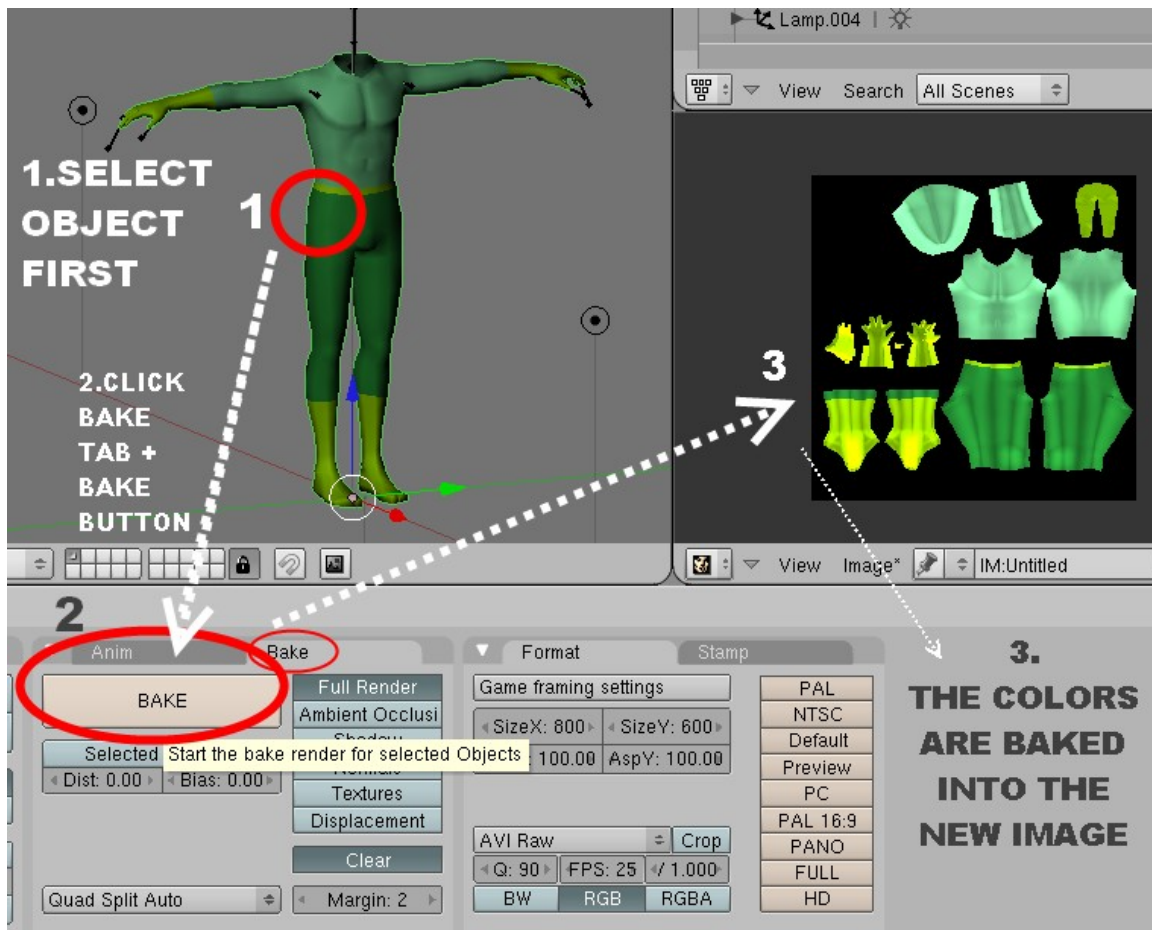 Lamp.004
View Search All Scenes
1.SELECT
OBJECT
FIRST
1
2.CLICK
BAKE
TAB +
BAKE
BUTTON
3
View Image* IM:Untitled
2
Anim Bake
BAKE
Selected
Start the bake render for selected Objects
Dist: 0.00 Bias: 0.00
Quad Split Auto
Full Render
Ambient Occlusi
Normals
Textures
Displacement
Clear
Margin: 2
Format Stamp
Game framing settings
SizeX: 800 SizeY: 600
100.00 AspY: 100.00
AVI Raw Crop
Q: 90 FPS: 25 / 1.000
BW RGB RGBA
PAL
NTSC
Default
Preview
PC
PAL 16:9
PANO
FULL
HD
3.
THE COLORS
ARE BAKED
INTO THE
NEW IMAGE